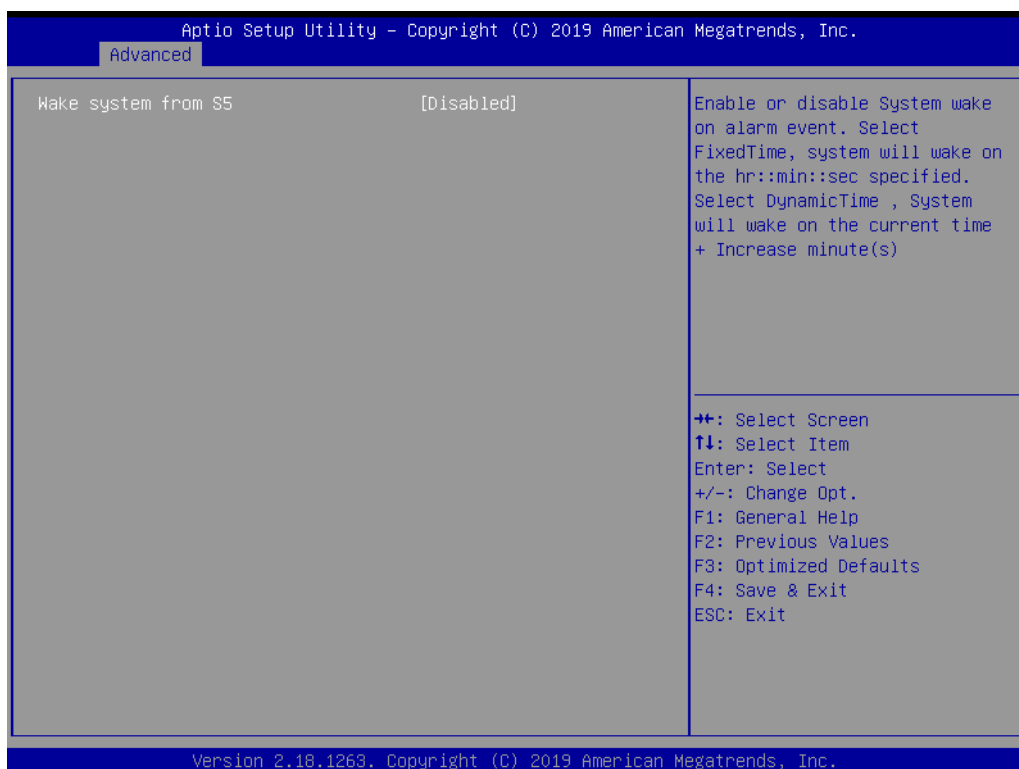 Aptio Setup Utility – Copyright (C) 2019 American Megatrends, Inc.
Advanced
Wake system from S5 [Disabled]
Enable or disable System wake
on alarm event. Select
FixedTime, system will wake on
the hr::min::sec specified.
Select DynamicTime , System
will wake on the current time
+ Increase minute(s)
→←: Select Screen
↑↓: Select Item
Enter: Select
+/-: Change Opt.
F1: General Help
F2: Previous Values
F3: Optimized Defaults
F4: Save & Exit
ESC: Exit
Version 2.18.1263. Copyright (C) 2019 American Megatrends, Inc.